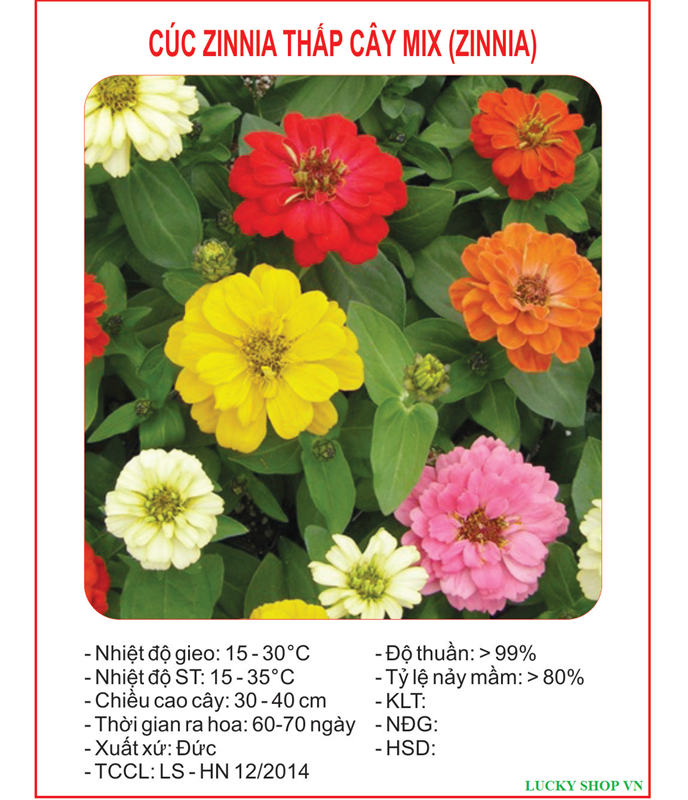 CÚC ZINNIA THẤP CÂY MIX (ZINNIA)
- Nhiệt độ gieo: 15 - 30°C
- Nhiệt độ ST: 15 - 35°C
- Chiều cao cây: 30 - 40 cm
- Thời gian ra hoa: 60-70 ngày
- Xuất xứ: Đức
- TCCL: LS - HN 12/2014
- Độ thuần: > 99%
- Tỷ lệ nảy mầm: > 80%
- KLT:
- NĐG:
- HSD:
LUCKY SHOP VN